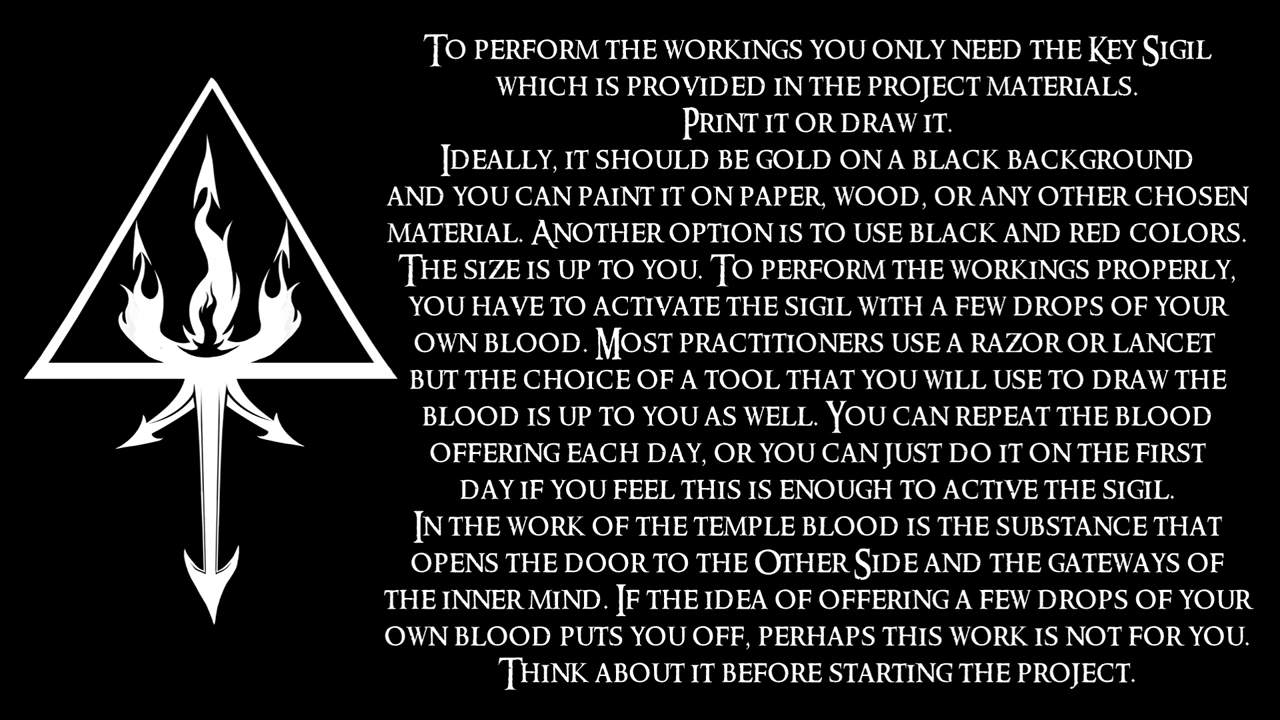 To perform the workings you only need the Key Sigil
which is provided in the project materials.
Print it or draw it.
Ideally, it should be gold on a black background
and you can paint it on paper, wood, or any other chosen
material. Another option is to use black and red colors.
The size is up to you. To perform the workings properly,
you have to activate the sigil with a few drops of your
own blood. Most practitioners use a razor or lancet
but the choice of a tool that you will use to draw the
blood is up to you as well. You can repeat the blood
offering each day, or you can just do it on the first
day if you feel this is enough to active the sigil.
In the work of the temple blood is the substance that
opens the door to the Other Side and the gateways of
the inner mind. If the idea of offering a few drops of your
own blood puts you off, perhaps this work is not for you.
Think about it before starting the project.